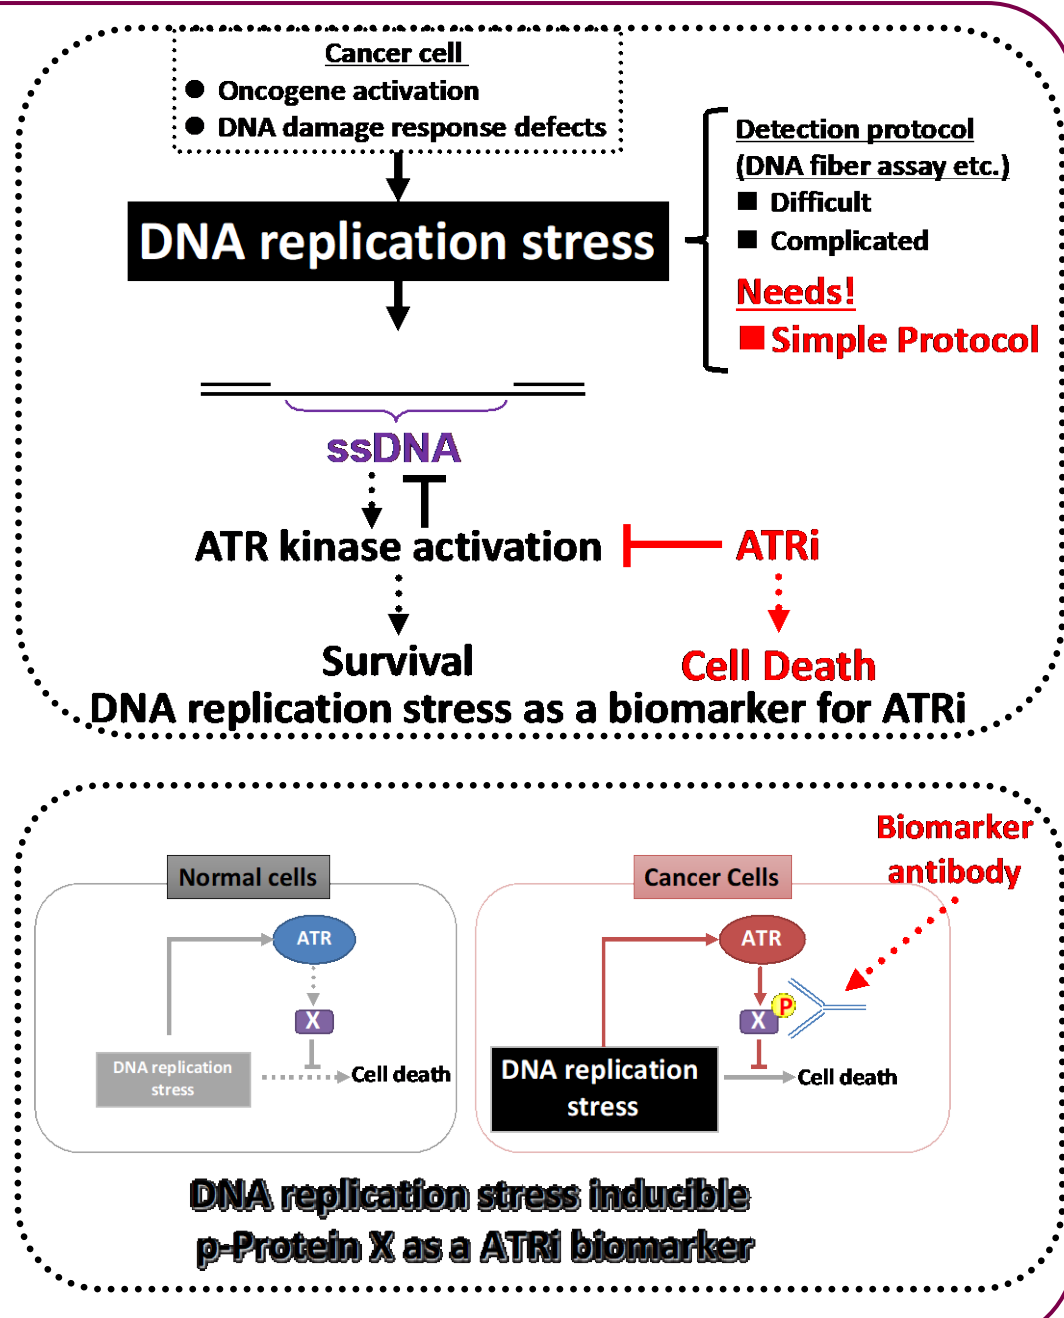 Cancer cell
● Oncogene activation
● DNA damage response defects
DNA replication stress
Detection protocol
(DNA fiber assay etc.)
■ Difficult
■ Complicated
Needs!
■ Simple Protocol
ssDNA
ATR kinase activation
ATRi
Survival
Cell Death
DNA replication stress as a biomarker for ATRi
Biomarker
antibody
Normal cells
ATR
X
DNA replication
stress
Cell death
Cancer Cells
ATR
X
P
DNA replication
stress
Cell death
DNA replication stress inducible
p-Protein X as a ATRi biomarker